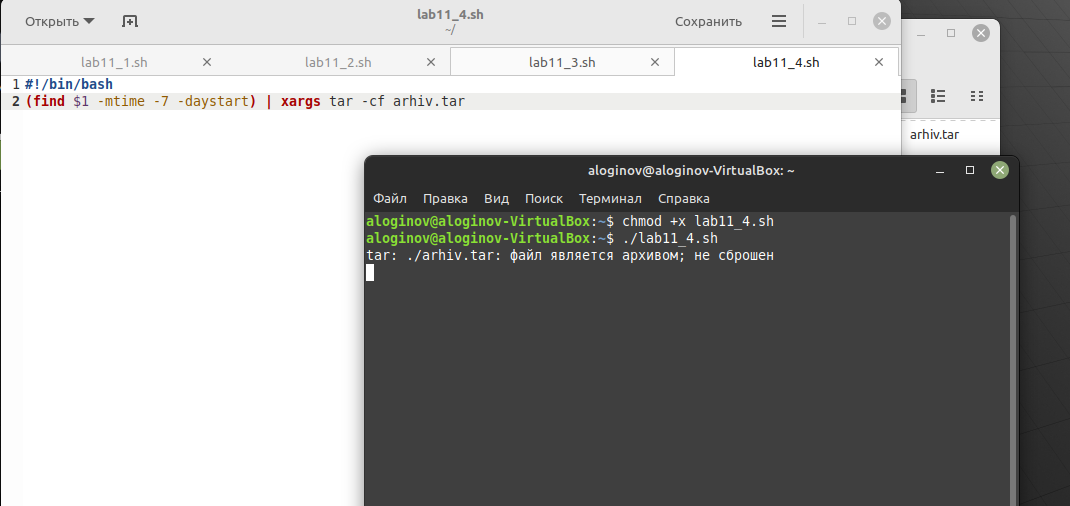 Открыть
lab11_4.sh
~/
Сохранить
lab11_1.sh
lab11_2.sh
lab11_3.sh
lab11_4.sh
1 #!/bin/bash
2 (find $1 -mtime -7 -daystart) | xargs tar -cf arhiv.tar
arhiv.tar
aloginov@aloginov-VirtualBox: ~
Файл Правка Вид Поиск Терминал Справка
aloginov@aloginov-VirtualBox:~$ chmod +x lab11_4.sh
aloginov@aloginov-VirtualBox:~$ ./lab11_4.sh
tar: ./arhiv.tar: файл является архивом; не сброшен